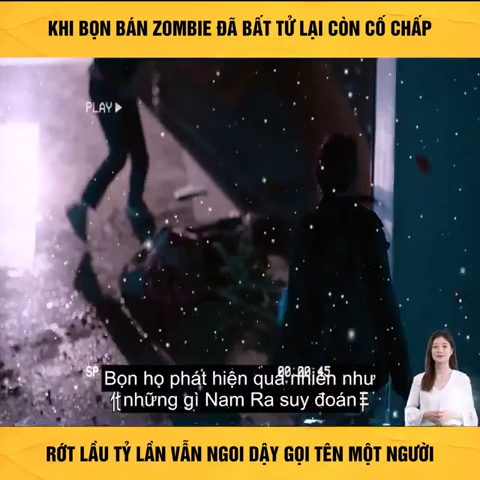 KHI BỌN BÁN ZOMBIE ĐÃ BẤT TỬ LẠI CÒN CỐ CHẤP
PLAY
SP 00:00:45
Bọn họ phát hiện quả nhiên như
những gì Nam Ra suy đoán
RỚT LẦU TỶ LẦN VẪN NGOI DẬY GỌI TÊN MỘT NGƯỜI